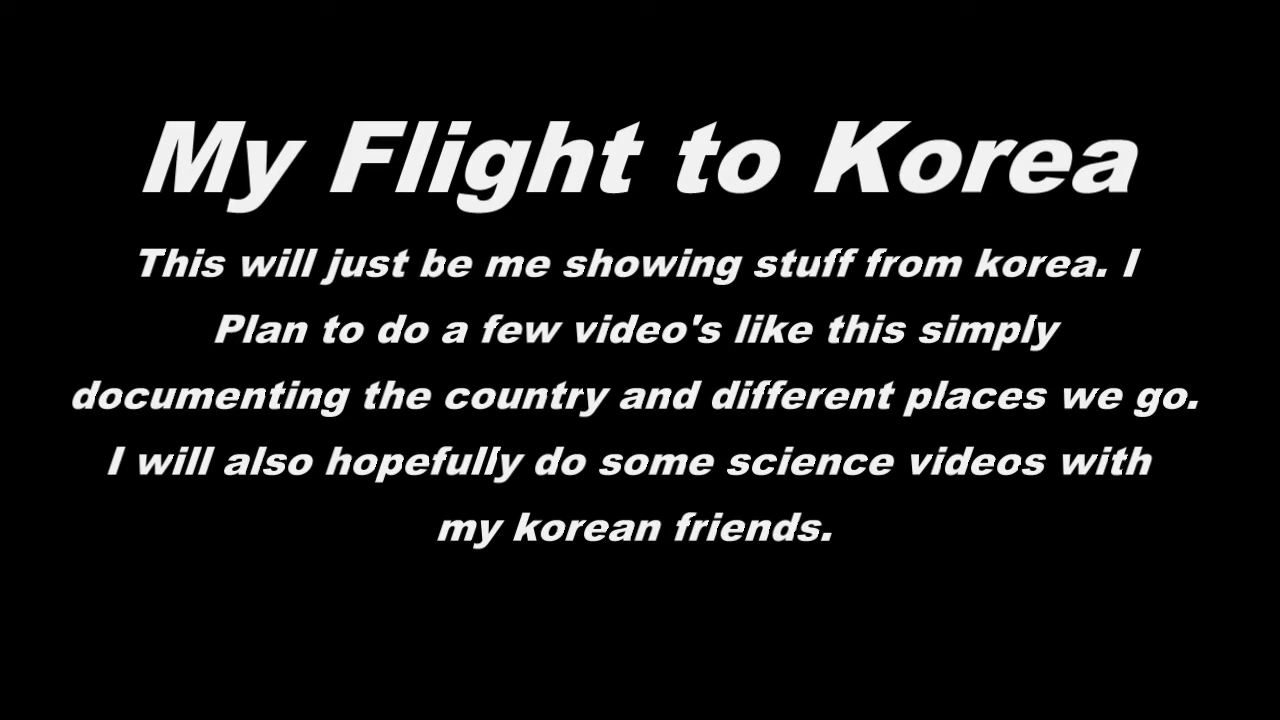 My Flight to Korea
This will just be me showing stuff from korea. I
Plan to do a few video's like this simply
documenting the country and different places we go.
I will also hopefully do some science videos with
my korean friends.